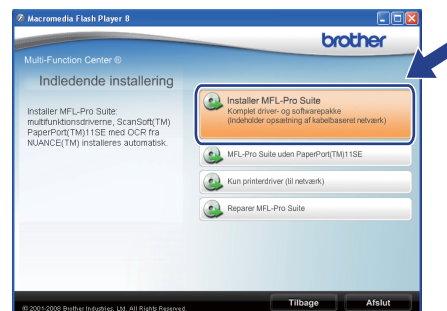 Macromedia Flash Player 8
brother
Multi-Function Center ®
Indledende installering
Installer MFL-Pro Suite:
multifunktionsdriverne, ScanSoft(TM)
PaperPort(TM)11SE med OCR fra
NUANCE(TM) installeres automatisk.
Installer MFL-Pro Suite
Komplet driver- og softwarepakke
(Indeholder opsætning af kabelbaseret netværk)
MFL-Pro Suite uden PaperPort(TM)11SE
Kun printerdriver (til netværk)
Reparer MFL-Pro Suite
© 2001-2008 Brother Industries, Ltd. All Rights Reserved.
Tilbage
Afslut